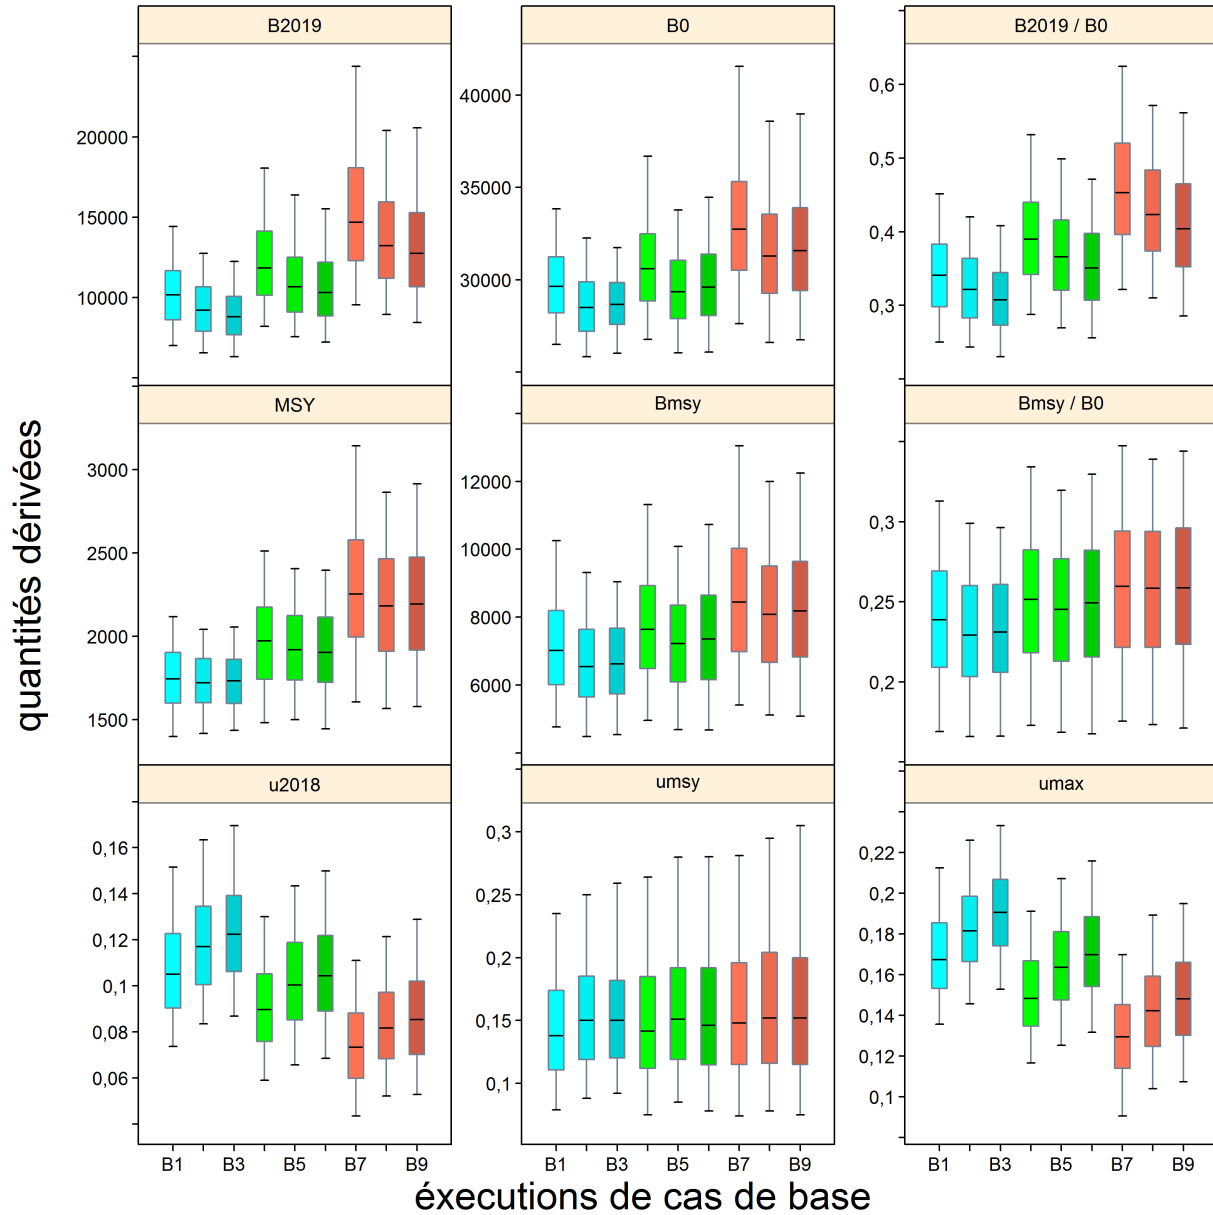 B2019
B0
B2019 / B0
20000
15000
10000
40000
35000
30000
0,6
0,5
0,4
0,3
MSY
Bmsy
Bmsy / B0
3000
2500
2000
1500
12000
10000
8000
6000
0,3
0,25
0,2
u2018
umsy
umax
0,16
0,14
0,12
0,1
0,08
0,06
0,3
0,25
0,2
0,15
0,1
0,22
0,2
0,18
0,16
0,14
0,12
0,1
B1 B3 B5 B7 B9
B1 B3 B5 B7 B9
B1 B3 B5 B7 B9
quantités dérivées
éxecutions de cas de base